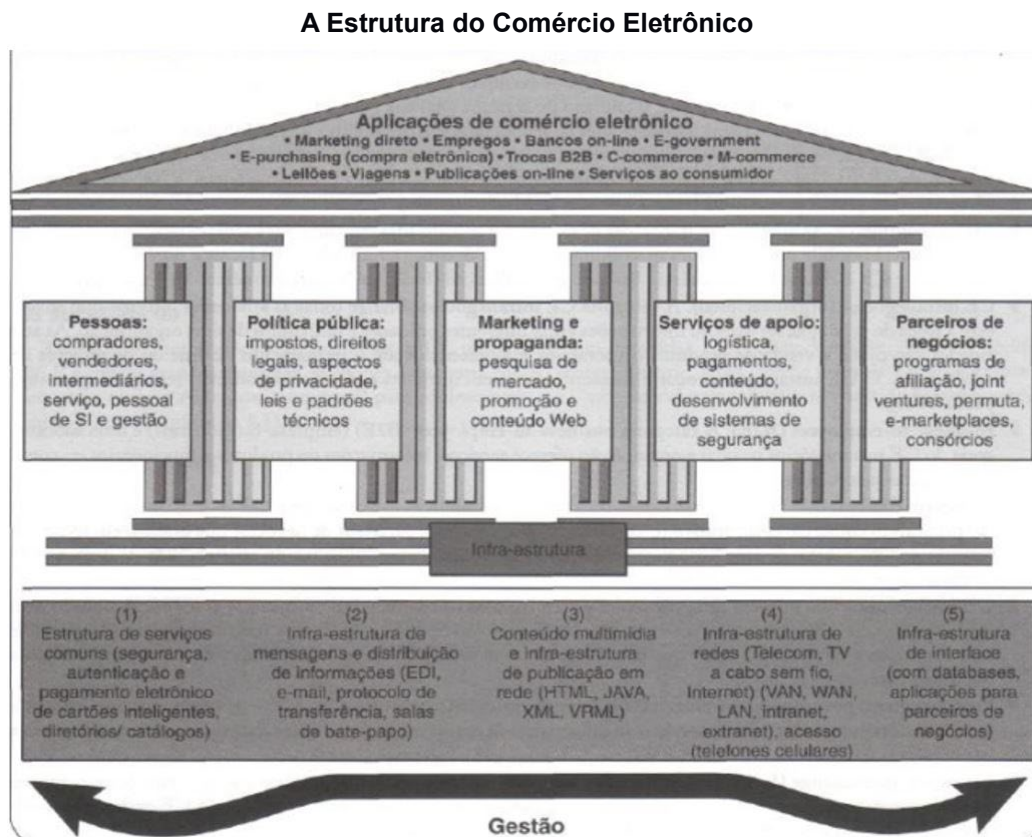 A Estrutura do Comércio Eletrônico
Aplicações de comércio eletrônico
• Marketing direto • Empregos • Bancos on-line • E-government
• E-purchasing (compra eletrônica) • Trocas B2B • C-commerce • M-commerce
• Leilões • Viagens • Publicações on-line • Serviços ao consumidor
Pessoas:
compradores,
vendedores,
intermediários,
serviço, pessoal
de SI e gestão
Política pública:
impostos, direitos
legais, aspectos
de privacidade,
leis e padrões
técnicos
Marketing e
propaganda:
pesquisa de
mercado,
promoção e
conteúdo Web
Serviços de apoio:
logística,
pagamentos,
conteúdo,
desenvolvimento
de sistemas de
segurança
Parceiros de
negócios:
programas de
afiliação, joint
ventures, permuta,
e-marketplaces,
consórcios
Infra-estrutura
(1)
Estrutura de serviços
comuns (segurança,
autenticação e
pagamento eletrônico
de cartões inteligentes,
diretórios/ catálogos)
(2)
Infra-estrutura de
mensagens e distribuição
de informações (EDI,
e-mail, protocolo de
transferência, salas
de bate-papo)
(3)
Conteúdo multimídia
e infra-estrutura
de publicação em
rede (HTML, JAVA,
XML, VRML)
(4)
Infra-estrutura de
redes (Telecom, TV
a cabo sem fio,
Internet) (VAN, WAN,
LAN, intranet,
extranet), acesso
(telefones celulares)
(5)
Infra-estrutura
de interface
(com databases,
aplicações para
parceiros de
negócios)
Gestão